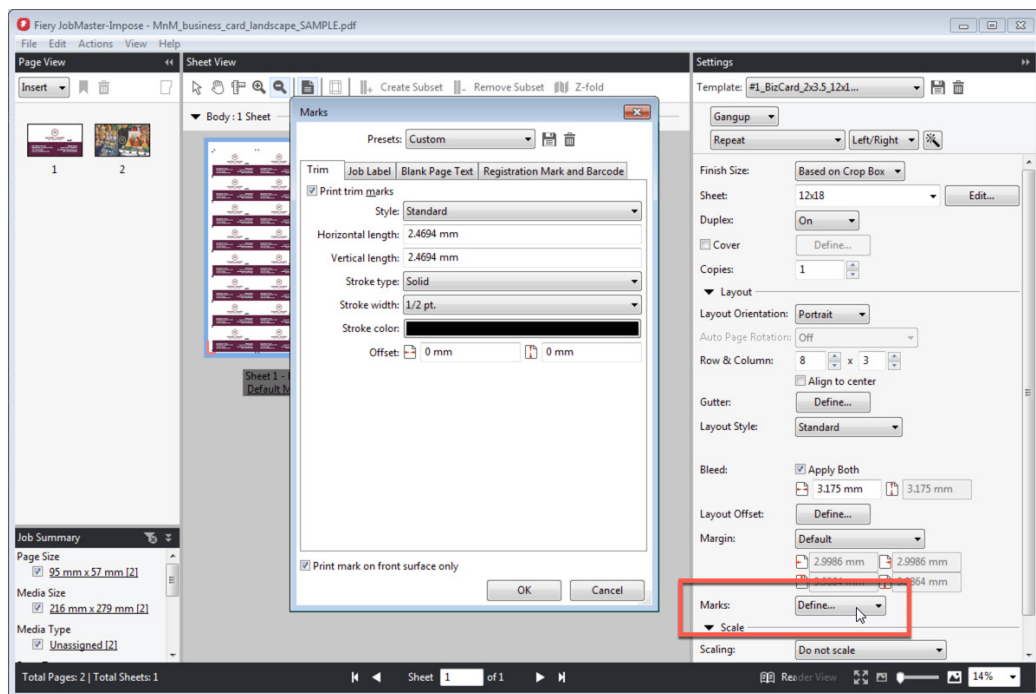 Fiery JobMaster-Impose - MnM_business_card_landscape_SAMPLE.pdf
File Edit Actions View Help
Page View
Insert
1 2
Job Summary
Page Size
95 mm x 57 mm [2]
Media Size
216 mm x 279 mm [2]
Media Type
Unassigned [2]
Sheet View
Create Subset Remove Subset Z-fold
Body : 1 Sheet
Sheet 1 -
Default M
Marks
Presets: Custom
Trim Job Label Blank Page Text Registration Mark and Barcode
Print trim marks
Style: Standard
Horizontal length: 2.4694 mm
Vertical length: 2.4694 mm
Stroke type: Solid
Stroke width: 1/2 pt.
Stroke color:
Offset: 0 mm 0 mm
Print mark on front surface only
OK Cancel
Settings
Template: #1_BizCard_2x3.5_12x1...
Gangup
Repeat Left/Right
Finish Size: Based on Crop Box
Sheet: 12x18 Edit...
Duplex: On
Cover Define...
Copies: 1
Layout
Layout Orientation: Portrait
Auto Page Rotation: Off
Row & Column: 8 x 3
Align to center
Gutter: Define...
Layout Style: Standard
Bleed: Apply Both
3.175 mm 3.175 mm
Layout Offset: Define...
Margin: Default
2.9986 mm 2.9986 mm
Marks: Define...
Scale
Scaling: Do not scale
Total Pages: 2 | Total Sheets: 1 Sheet 1 of 1 Reader View 14%